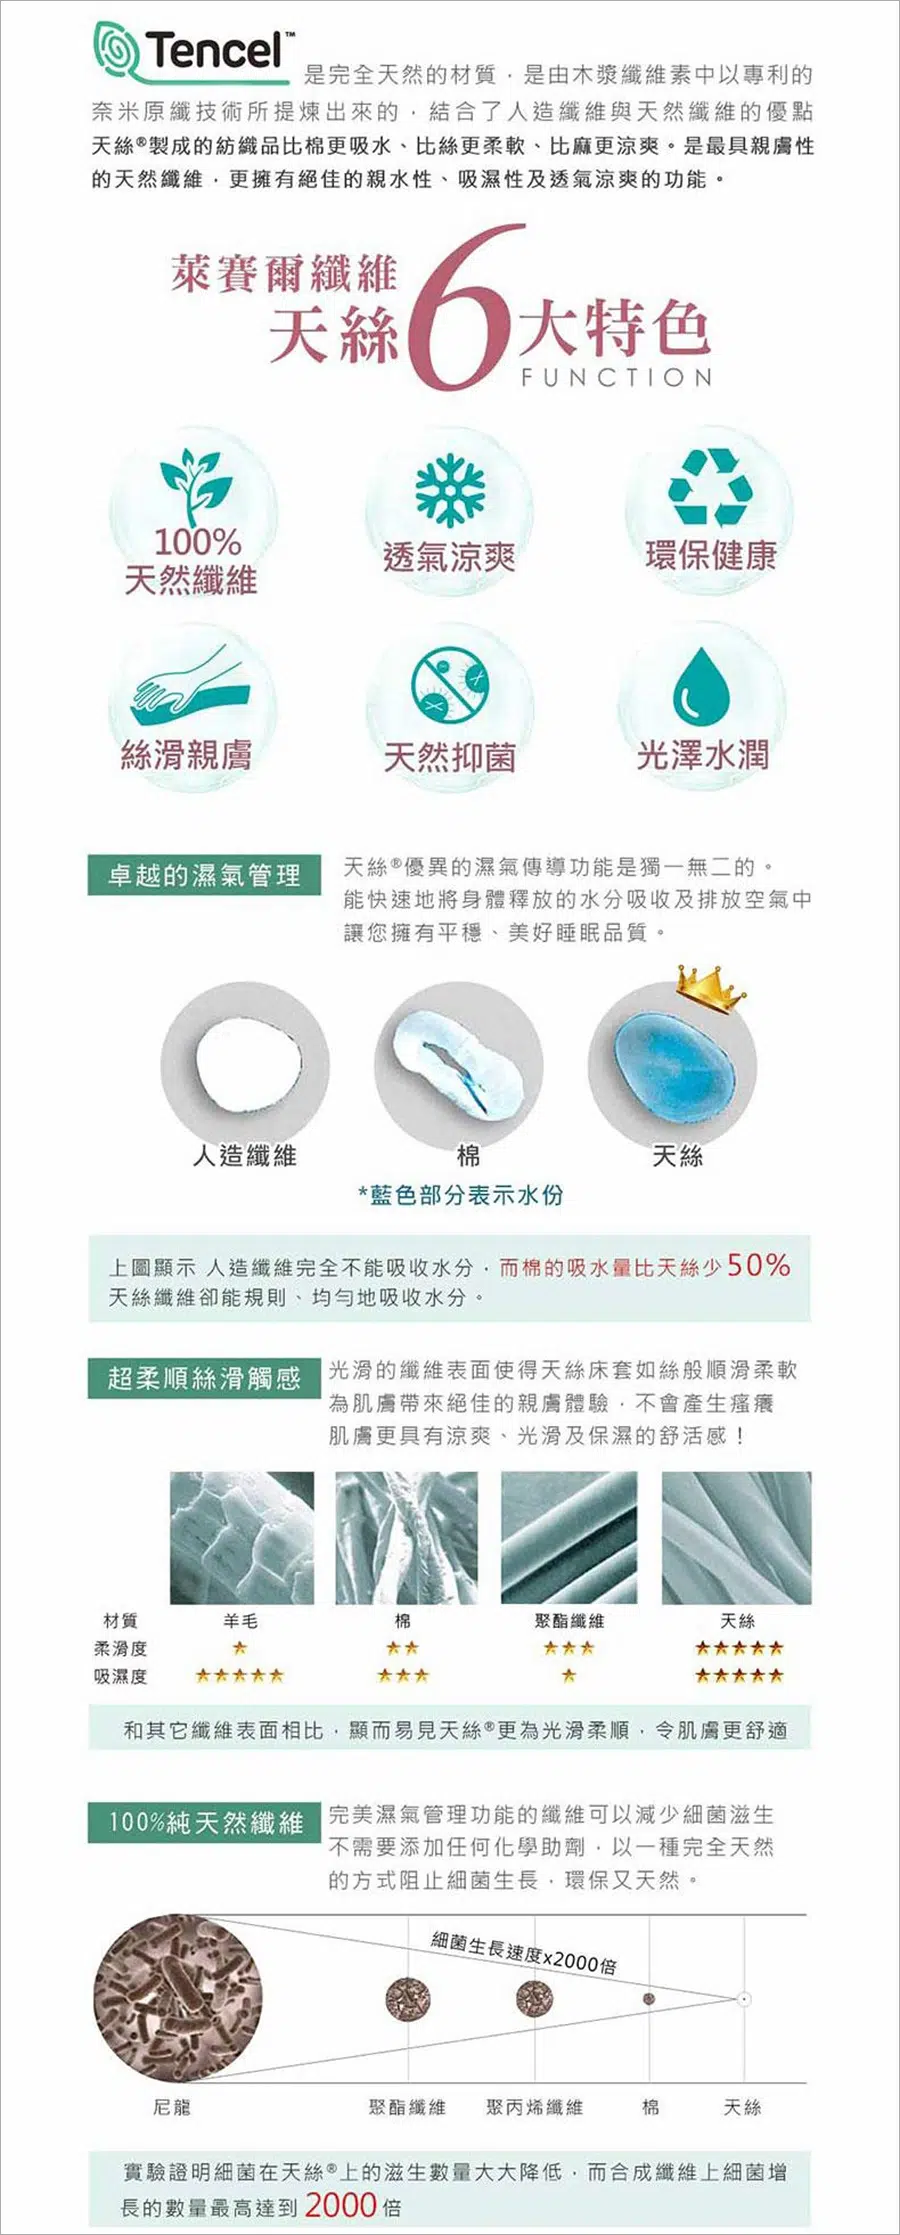 Tencel™
是完全天然的材質，是由木漿纖維素中以專利的
奈米原纖技術所提煉出來的，結合了人造纖維與天然纖維的優點
天絲®製成的紡織品比棉更吸水、比絲更柔軟、比麻更涼爽。是最具親膚性
的天然纖維，更擁有絕佳的親水性、吸濕性及透氣涼爽的功能。
萊賽爾纖維
天絲6大特色
FUNCTION
100%
天然纖維
透氣涼爽
環保健康
絲滑親膚
天然抑菌
光澤水潤
卓越的濕氣管理
天絲®優異的濕氣傳導功能是獨一無二的。
能快速地將身體釋放的水分吸收及排放空氣中
讓您擁有平穩、美好睡眠品質。
人造纖維 棉 天絲
*藍色部分表示水份
上圖顯示 人造纖維完全不能吸收水分，而棉的吸水量比天絲少50%
天絲纖維卻能規則、均勻地吸收水分。
超柔順絲滑觸感
光滑的纖維表面使得天絲床套如絲般順滑柔軟
為肌膚帶來絕佳的親膚體驗，不會產生瘙癢
肌膚更具有涼爽、光滑及保濕的舒活感！
材質 羊毛 棉 聚酯纖維 天絲
柔滑度 ★ ★★ ★★★ ★★★★★
吸濕度 ★★★★★ ★★★ ★ ★★★★★
和其它纖維表面相比，顯而易見天絲®更為光滑柔順，令肌膚更舒適
100%純天然纖維
完美濕氣管理功能的纖維可以減少細菌滋生
不需要添加任何化學助劑，以一種完全天然
的方式阻止細菌生長，環保又天然。
細菌生長速度x2000倍
尼龍 聚酯纖維 聚丙烯纖維 棉 天絲
實驗證明細菌在天絲®上的滋生數量大大降低，而合成纖維上細菌增
長的數量最高達到2000倍